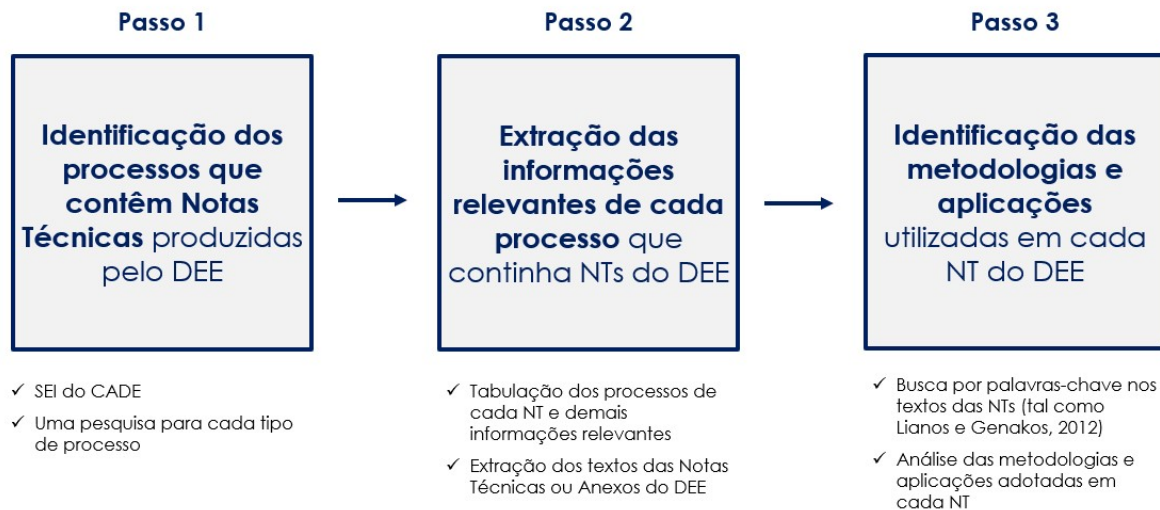 Passo 1
Identificação dos
processos que
contêm Notas
Técnicas produzidas
pelo DEE
✓ SEI do CADE
✓ Uma pesquisa para cada tipo
de processo
Passo 2
Extração das
informações
relevantes de cada
processo que
continha NTs do DEE
✓ Tabulação dos processos de
cada NT e demais
informações relevantes
✓ Extração dos textos das Notas
Técnicas ou Anexos do DEE
Passo 3
Identificação das
metodologias e
aplicações
utilizadas em cada
NT do DEE
✓ Busca por palavras-chave nos
textos das NTs (tal como
Lianos e Genakos, 2012)
✓ Análise das metodologias e
aplicações adotadas em
cada NT